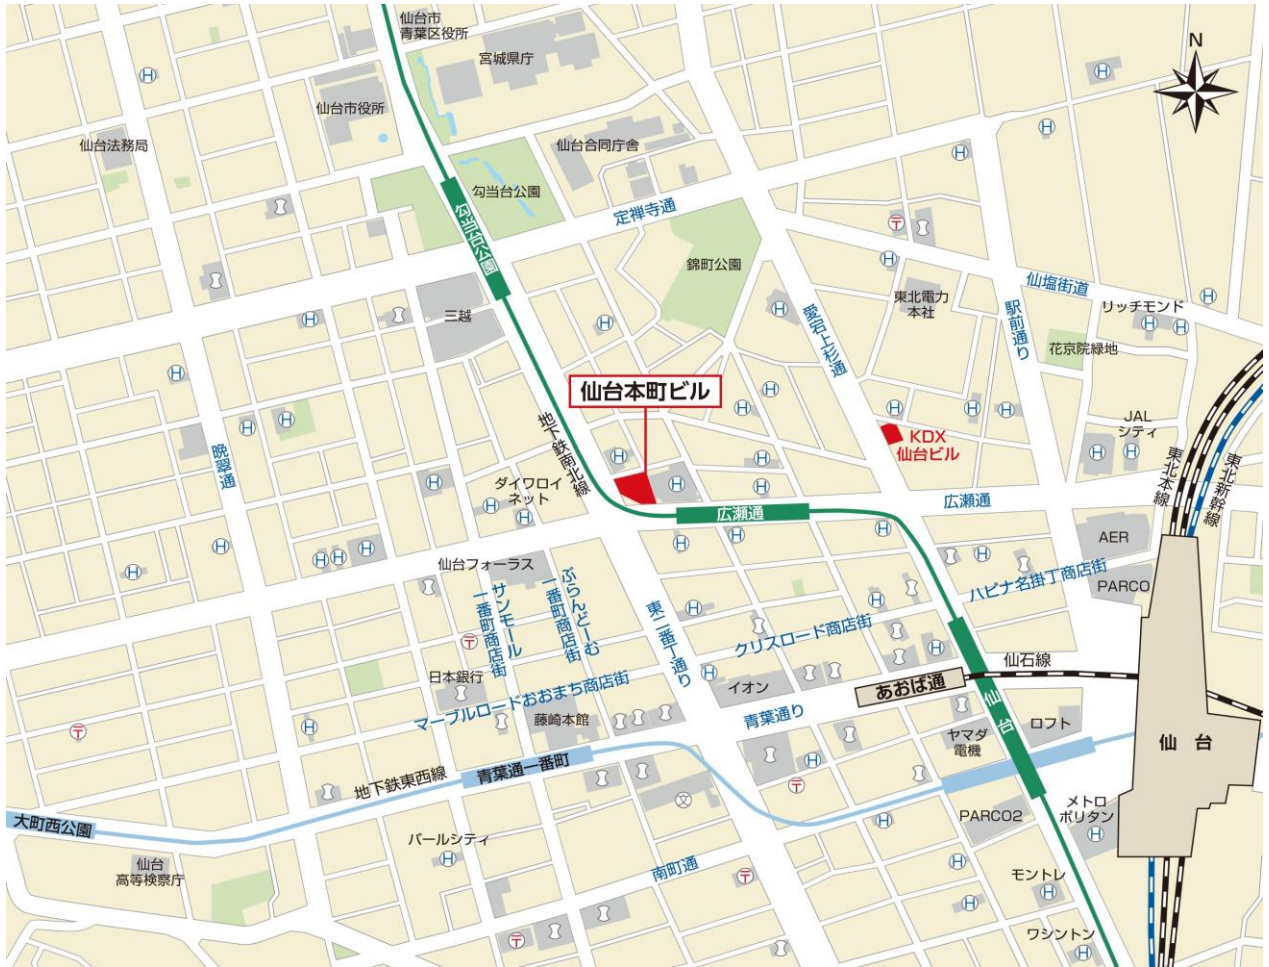 仙台市
青葉区役所
宮城県庁
N
仙台市役所
仙台法務局
仙台合同庁舎
勾当台公園
勾当台公園
定禅寺通
錦町公園
東北電力
本社
仙塩街道
リッチモンド
駅前通り
花京院緑地
愛宕上杉通
三越
仙台本町ビル
KDX
仙台ビル
JAL
シティ
東北本線
東北新幹線
地下鉄南北線
晩翠通
ダイワロイ
ネット
広瀬通
広瀬通
AER
PARCO
ハピナ名掛丁商店街
仙台フォーラス
ぶらんどーむ
一番町商店街
サンモール
一番町商店街
東二番丁通り
クリスロード商店街
仙石線
あおば通
仙台
日本銀行
マーブルロードおおまち商店街
藤崎本館
イオン
青葉通り
ヤマダ
電機
ロフト
仙台
青葉通一番町
地下鉄東西線
大町西公園
文
PARCO2
メトロ
ポリタン
パールシティ
仙台
高等検察庁
南町通
モントレ
ワシントン